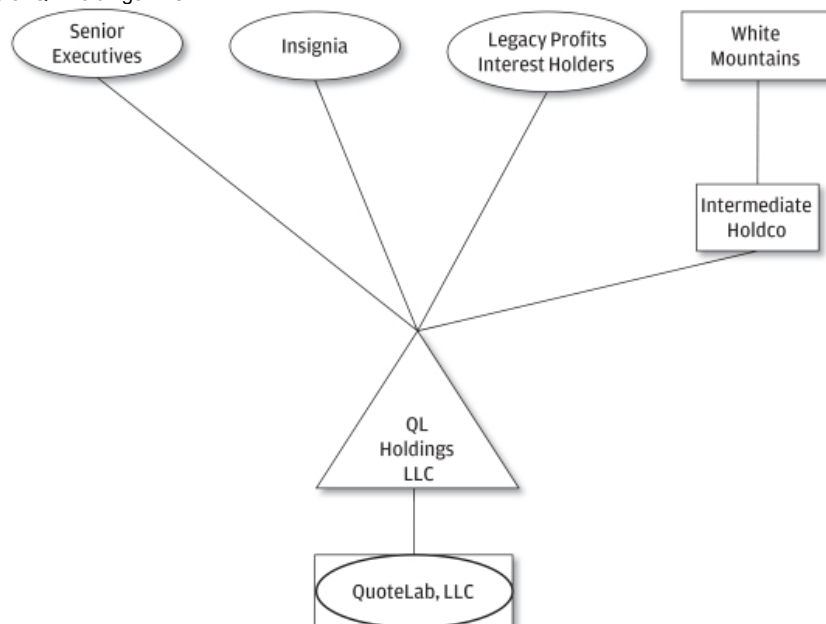 Senior
Executives
Insignia
Legacy Profits
Interest Holders
White
Mountains
Intermediate
Holdco
QL
Holdings
LLC
QuoteLab, LLC